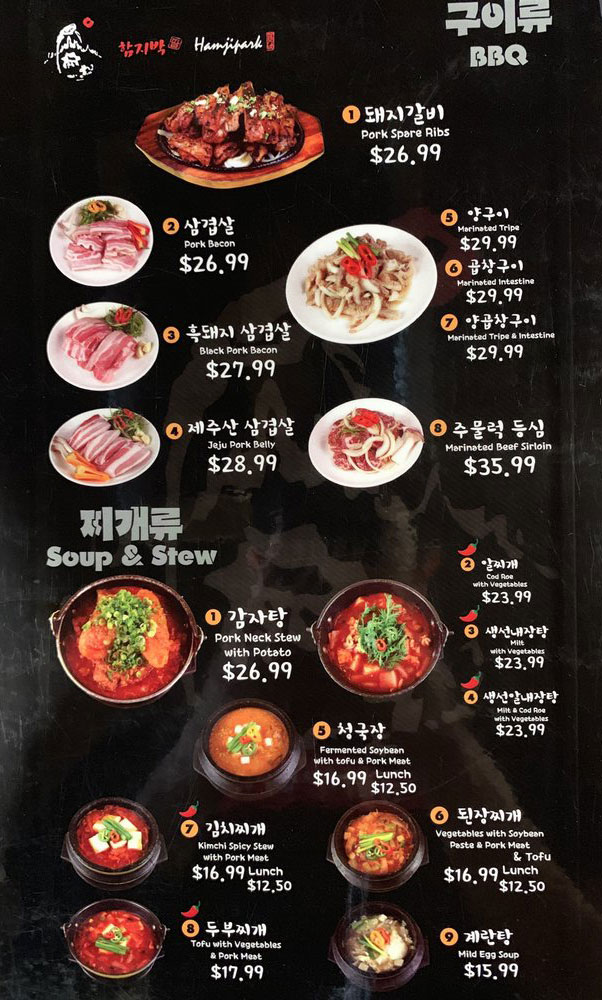 함지박 Hamjipark
구이류
BBQ
1 돼지갈비
Pork Spare Ribs
$26.99
2 삼겹살
Pork Bacon
$26.99
3 흑돼지 삼겹살
Black Pork Bacon
$27.99
4 제주산 삼겹살
Jeju Pork Belly
$28.99
5 양구이
Marinated Tripe
$29.99
6 곱창구이
Marinated Intestine
$29.99
7 양곱창구이
Marinated Tripe & Intestine
$29.99
8 주물럭 등심
Marinated Beef Sirloin
$35.99
찌개류
Soup & Stew
1 감자탕
Pork Neck Stew
with Potato
$26.99
2 알찌개
Cod Roe
with Vegetables
$23.99
3 생선내장탕
Milt
with Vegetables
$23.99
4 생선알내장탕
Milt & Cod Roe
with Vegetables
$23.99
5 청국장
Fermented Soybean
with tofu & Pork Meat
$16.99 Lunch
$12.50
6 된장찌개
Vegetables with Soybean
Paste & Pork Meat
& Tofu
$16.99 Lunch
$12.50
7 김치찌개
Kimchi Spicy Stew
with Pork Meat
$16.99 Lunch
$12.50
8 두부찌개
Tofu with Vegetables
& Pork Meat
$17.99
9 계란탕
Mild Egg Soup
$15.99